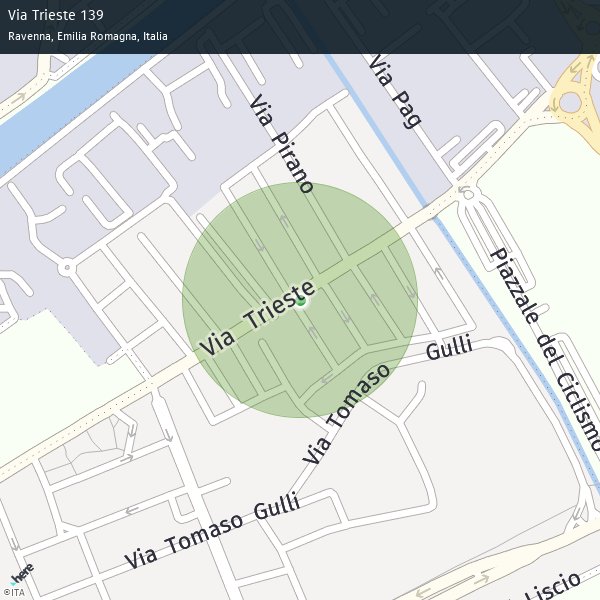 Via Trieste 139
Ravenna, Emilia Romagna, Italia
Via Pag
Via Pirano
Via Trieste
Piazzale del Ciclismo
Via Tomaso Gulli
Via Tomaso Gulli
Liscio
here
©ITA